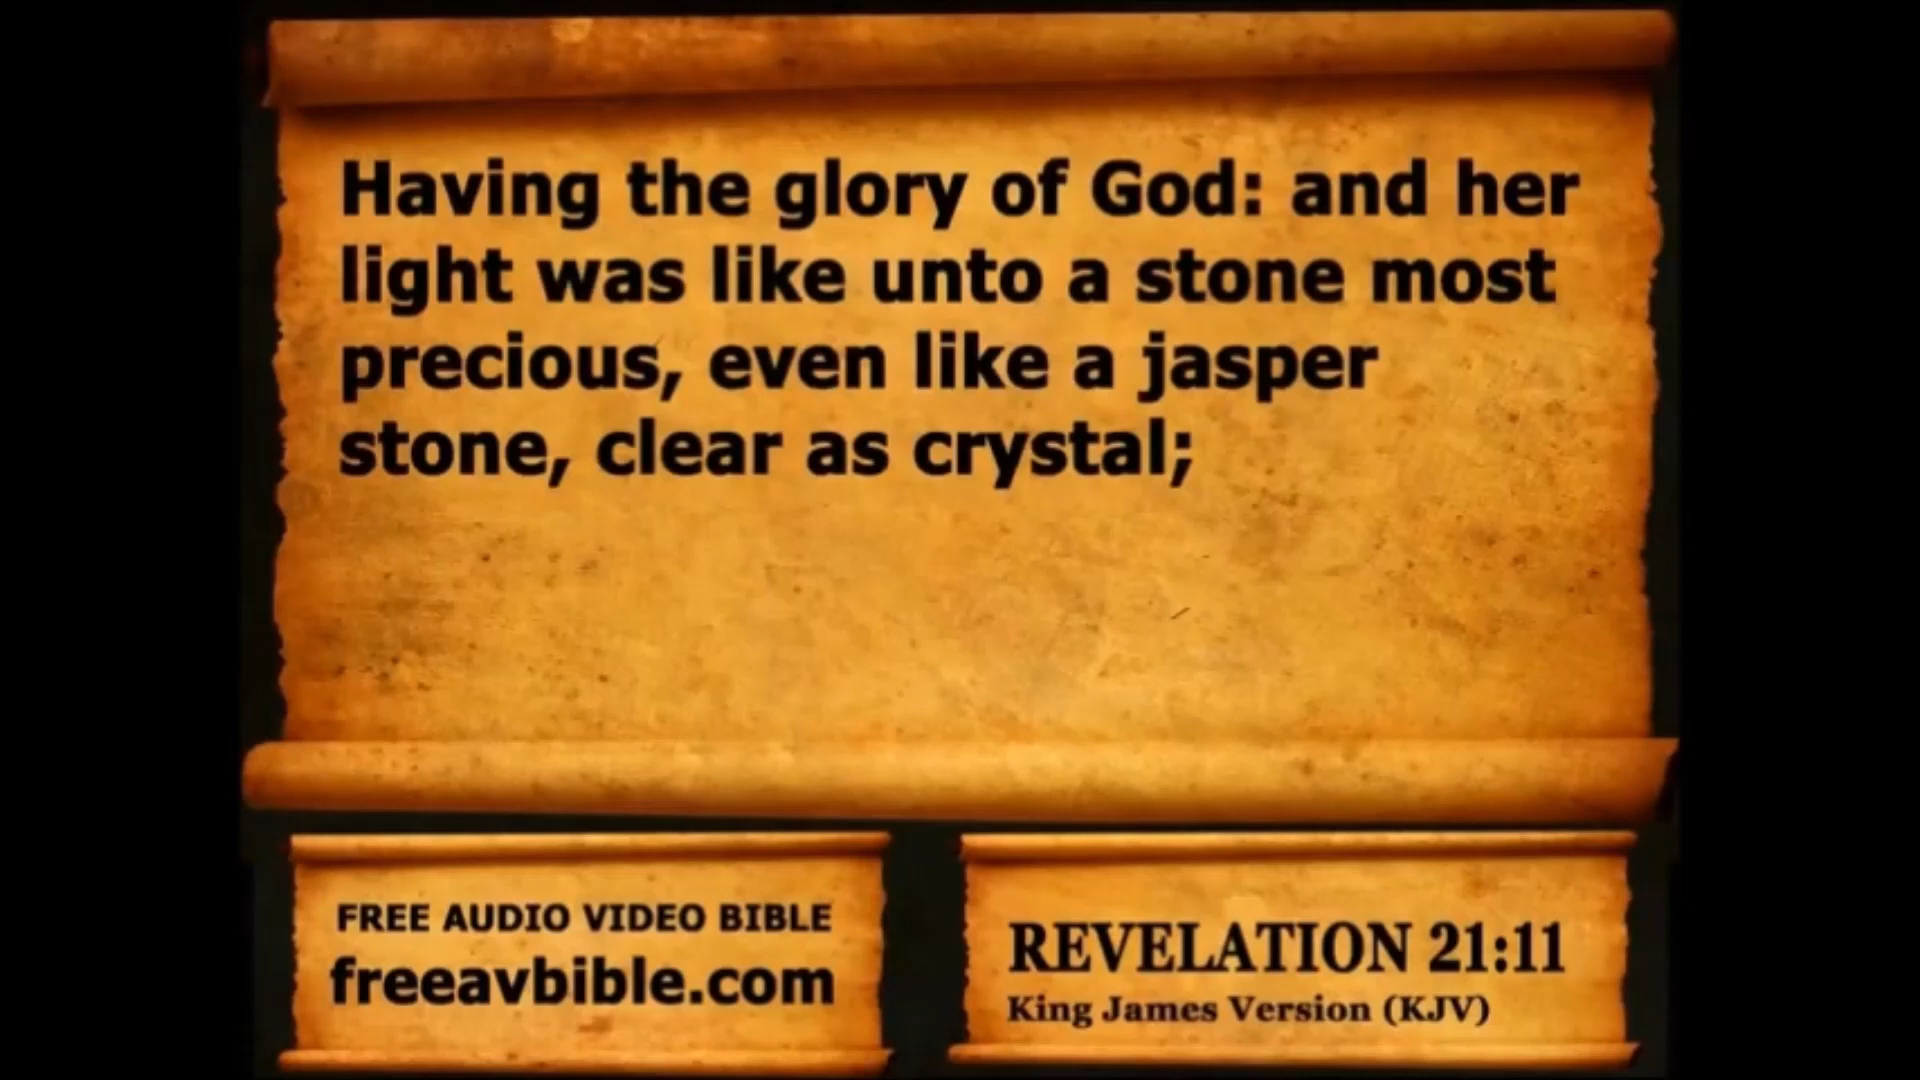 Having the glory of God: and her
light was like unto a stone most
precious, even like a jasper
stone, clear as crystal;
FREE AUDIO VIDEO BIBLE
freeavbible.com
REVELATION 21:11
King James Version (KJV)